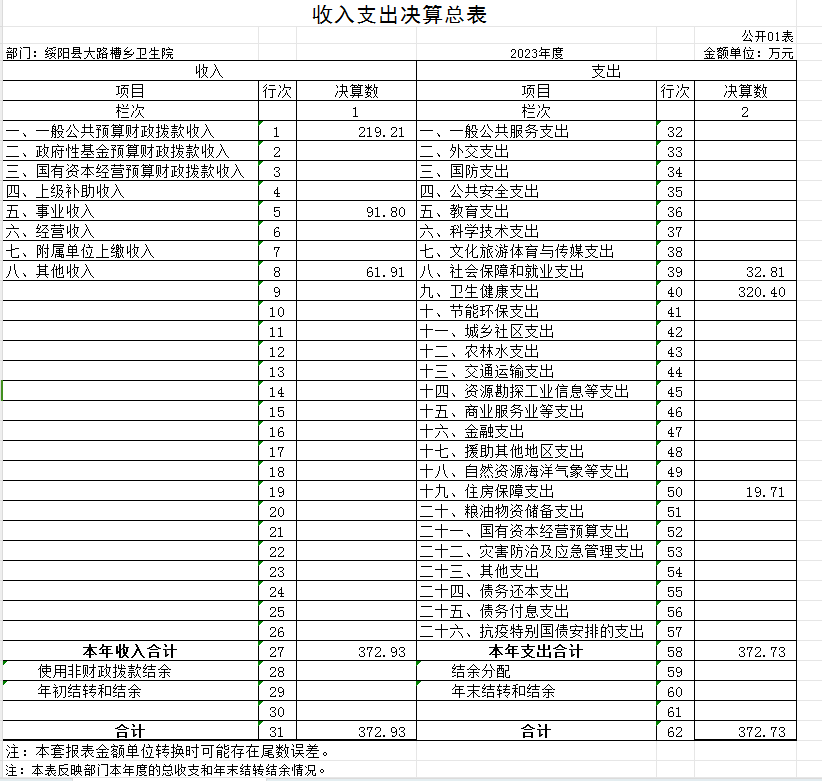 收入支出决算总表
公开01表
部门：绥阳县大路槽乡卫生院 2023年度 金额单位：万元
收入 支出
项目 行次 决算数 项目 行次 决算数
栏次 1 栏次 2
一、一般公共预算财政拨款收入 1 219.21 一、一般公共服务支出 32
二、政府性基金预算财政拨款收入 2 二、外交支出 33
三、国有资本经营预算财政拨款收入 3 三、国防支出 34
四、上级补助收入 4 四、公共安全支出 35
五、事业收入 5 91.80 五、教育支出 36
六、经营收入 6 六、科学技术支出 37
七、附属单位上缴收入 7 七、文化旅游体育与传媒支出 38
八、其他收入 8 61.91 八、社会保障和就业支出 39 32.81
9 九、卫生健康支出 40 320.40
10 十、节能环保支出 41
11 十一、城乡社区支出 42
12 十二、农林水支出 43
13 十三、交通运输支出 44
14 十四、资源勘探工业信息等支出 45
15 十五、商业服务业等支出 46
16 十六、金融支出 47
17 十七、援助其他地区支出 48
18 十八、自然资源海洋气象等支出 49
19 十九、住房保障支出 50 19.71
20 二十、粮油物资储备支出 51
21 二十一、国有资本经营预算支出 52
22 二十二、灾害防治及应急管理支出 53
23 二十三、其他支出 54
24 二十四、债务还本支出 55
25 二十五、债务付息支出 56
26 二十六、抗疫特别国债安排的支出 57
本年收入合计 27 372.93 本年支出合计 58 372.73
使用非财政拨款结余 28 结余分配 59
年初结转和结余 29 年末结转和结余 60
30 61
合计 31 372.93 合计 62 372.73
注：本套报表金额单位转换时可能存在尾数误差。
注：本表反映部门本年度的总收支和年末结转结余情况。